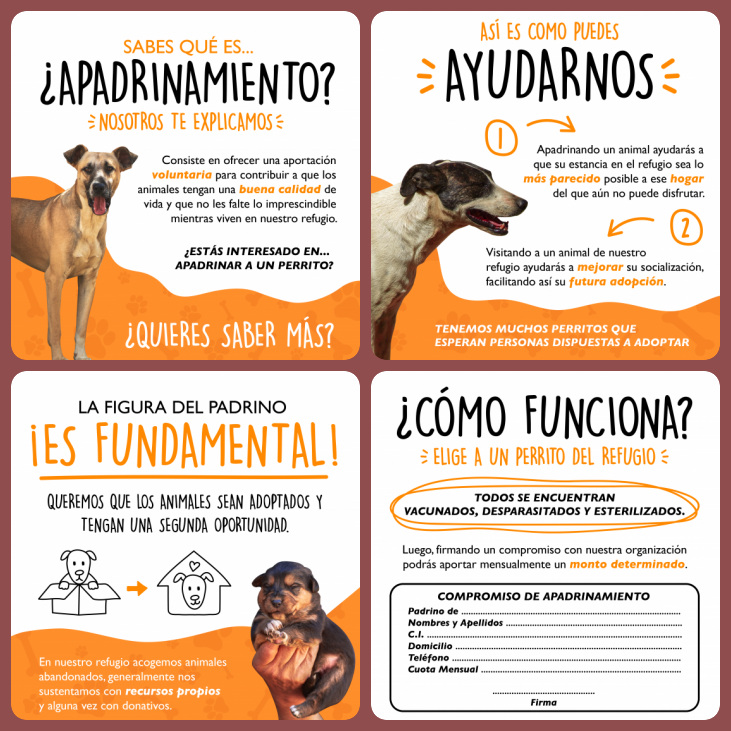 SABES QUÉ ES...
¿APADRINAMIENTO?
NOSOTROS TE EXPLICAMOS
Consiste en ofrecer una aportación
voluntaria para contribuir a que los
animales tengan una buena calidad de
vida y que no les falte lo imprescindible
mientras viven en nuestro refugio.
¿ESTÁS INTERESADO EN...
APADRINAR A UN PERRITO?
¿QUIERES SABER MÁS?
ASÍ ES COMO PUEDES
AYUDARNOS
1
Apadrinando un animal ayudarás a
que su estancia en el refugio sea lo
más parecido posible a ese hogar
del que aún no puede disfrutar.
2
Visitando a un animal de nuestro
refugio ayudarás a mejorar su socialización,
facilitando así su futura adopción.
TENEMOS MUCHOS PERRITOS QUE
ESPERAN PERSONAS DISPUESTAS A ADOPTAR
LA FIGURA DEL PADRINO
¡ES FUNDAMENTAL!
QUEREMOS QUE LOS ANIMALES SEAN ADOPTADOS Y
TENGAN UNA SEGUNDA OPORTUNIDAD.
En nuestro refugio acogemos animales
abandonados, generalmente nos
sustentamos con recursos propios
y alguna vez con donativos.
¿CÓMO FUNCIONA?
ELIGE A UN PERRITO DEL REFUGIO
TODOS SE ENCUENTRAN
VACUNADOS, DESPARASITADOS Y ESTERILIZADOS.
Luego, firmando un compromiso con nuestra organización
podrás aportar mensualmente un monto determinado.
COMPROMISO DE APADRINAMIENTO
Padrino de
Nombres y Apellidos
C.I.
Domicilio
Teléfono
Cuota Mensual
Firma